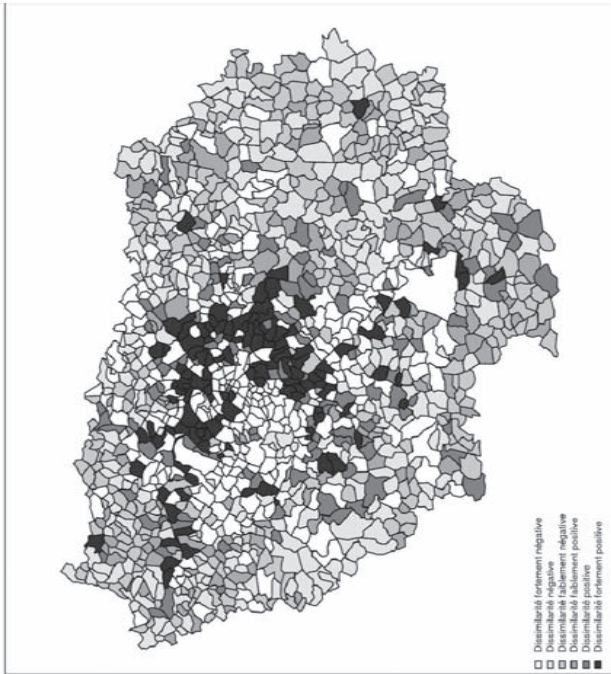 Dissimilarité fortement négative
Dissimilarité négative
Dissimilarité faiblement négative
Dissimilarité faiblement positive
Dissimilarité positive
Dissimilarité fortement positive